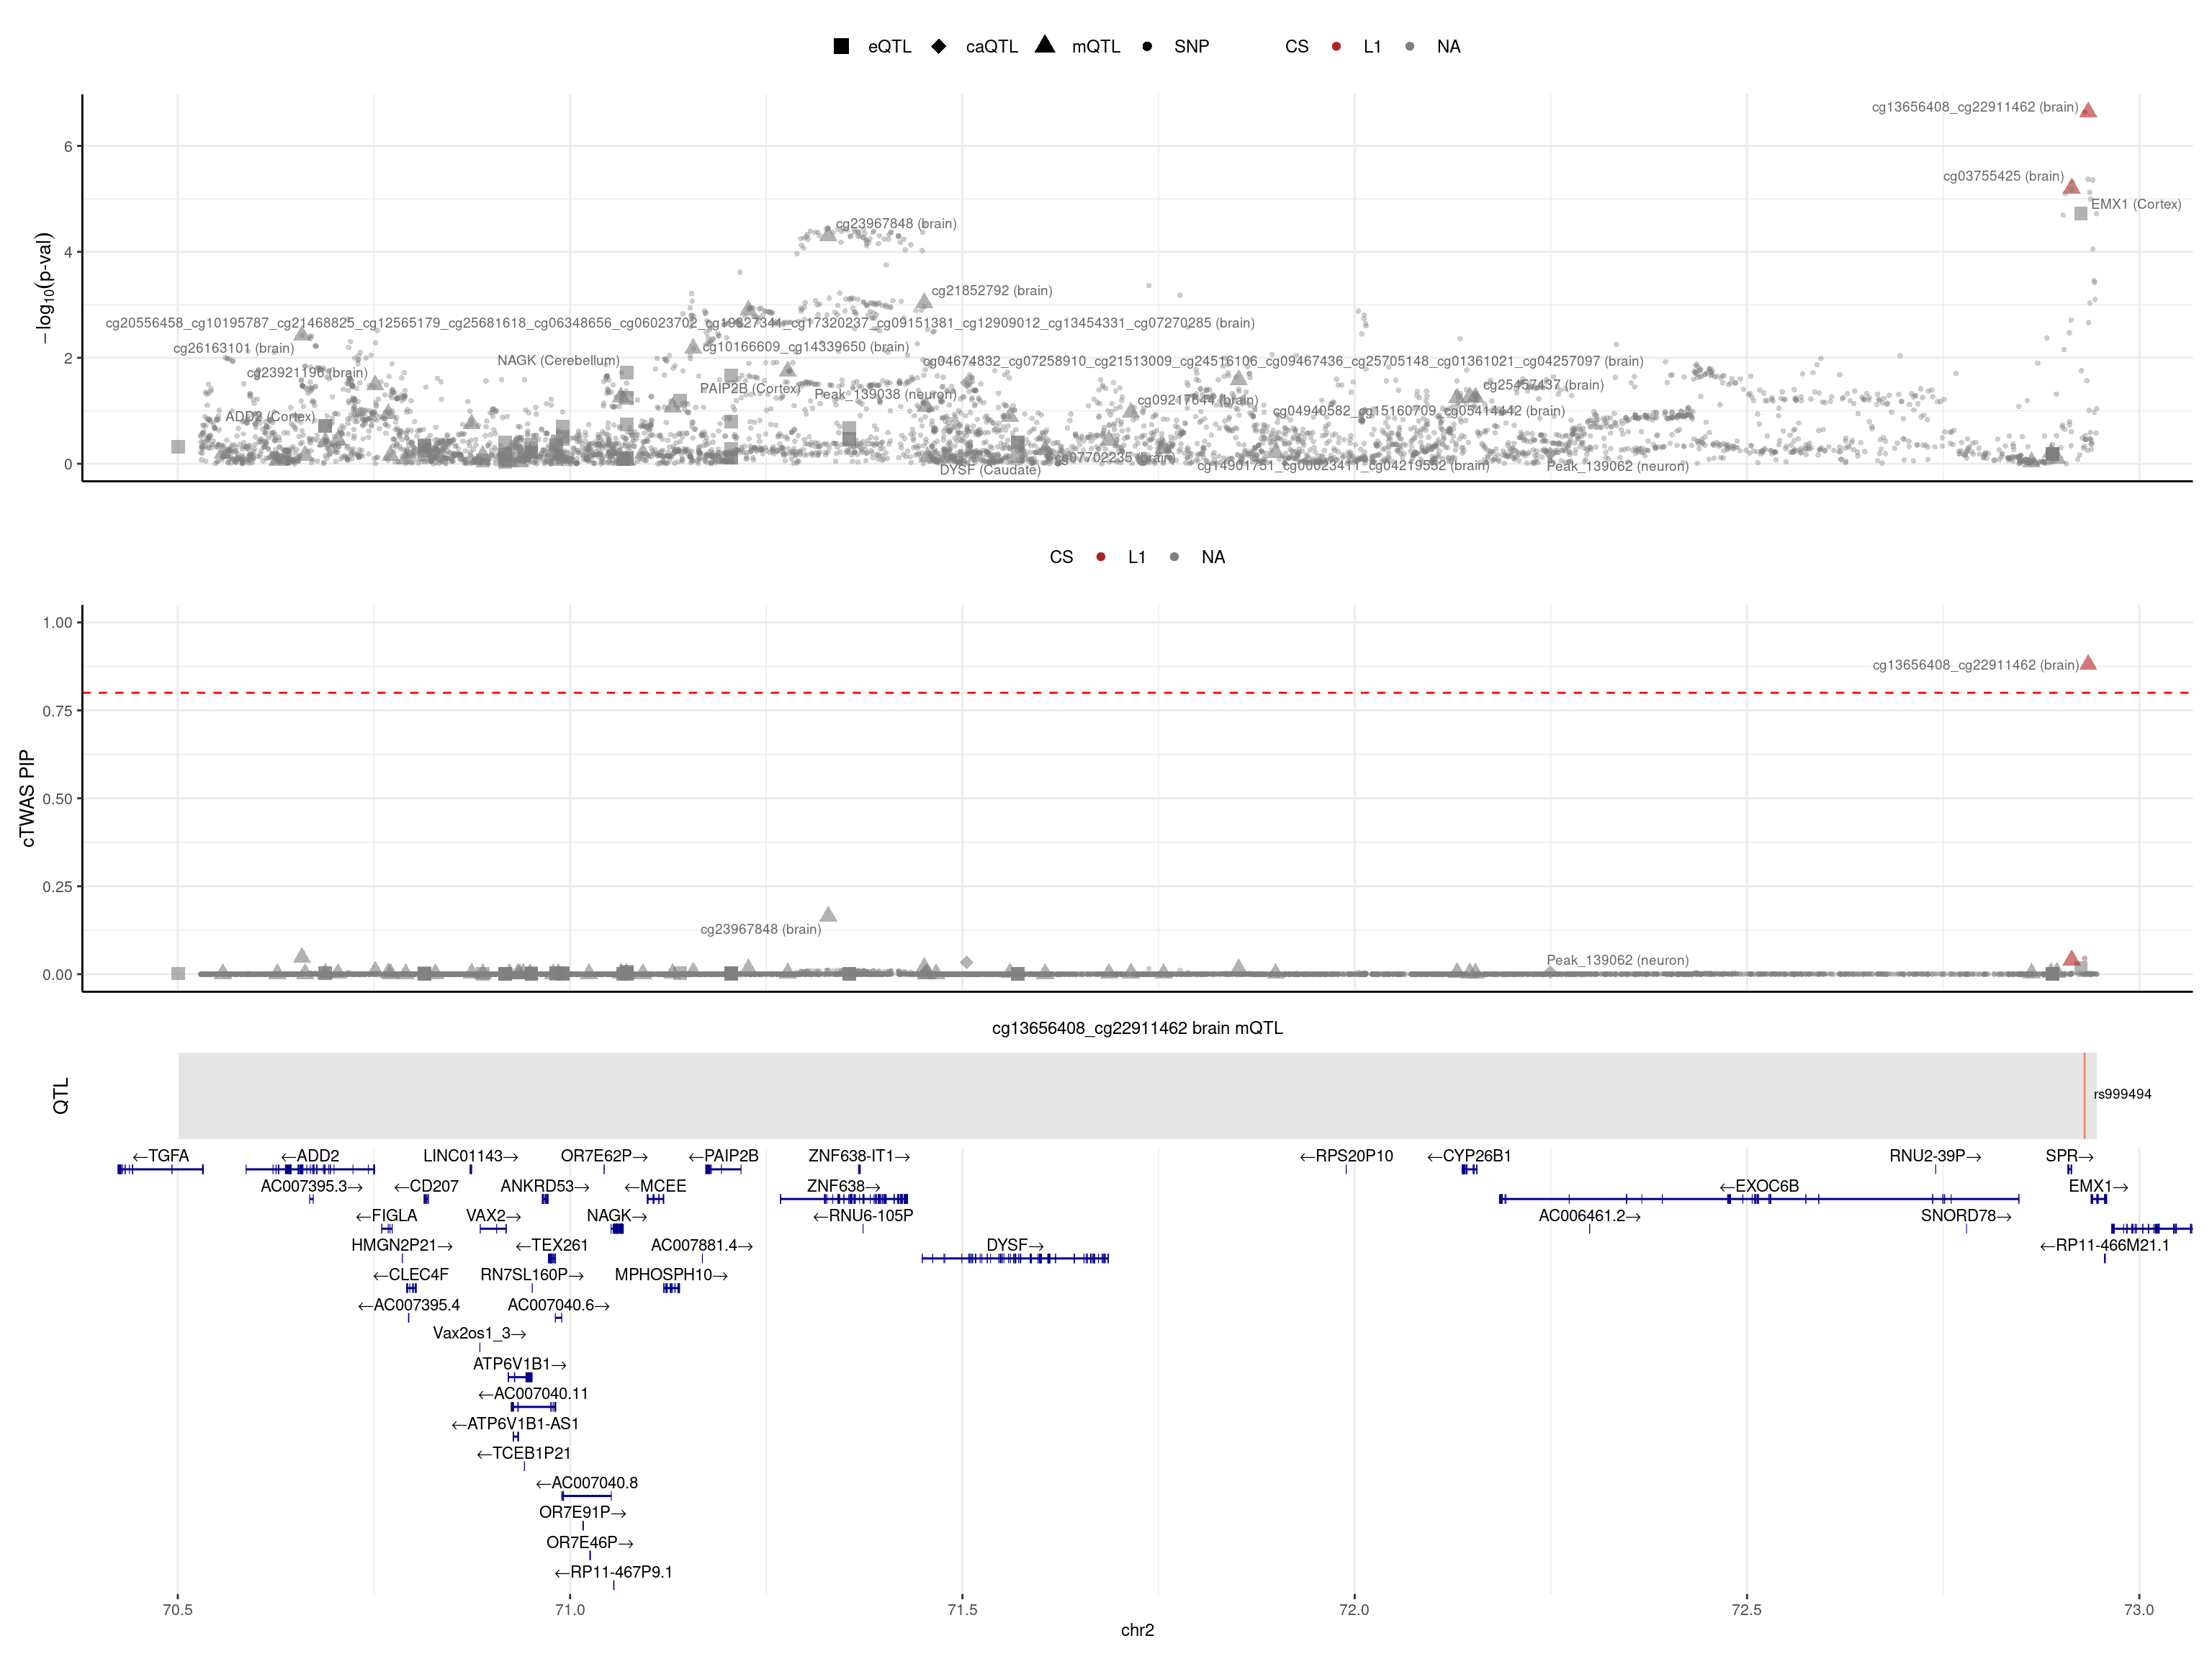 eQTL caQTL mQTL SNP CS L1 NA
−log10(p-val)
6
4
2
0
cg13656408_cg22911462 (brain)
cg03755425 (brain)
EMX1 (Cortex)
cg23967848 (brain)
cg21852792 (brain)
cg20556458_cg10195787_cg21468825_cg12565179_cg25681618_cg06348656_cg06023702_cg19827344_cg17320237_cg09151381_cg12909012_cg13454331_cg07270285 (brain)
cg26163101 (brain)
cg10166609_cg14339650 (brain)
NAGK (Cerebellum)
cg04674832_cg07258910_cg21513009_cg24516106_cg09467436_cg25705148_cg01361021_cg04257097 (brain)
cg23921196 (brain)
PAIP2B (Cortex)
cg25457437 (brain)
Peak_139038 (neuron)
cg09217644 (brain)
ADD2 (Cortex)
cg04940582_cg15160709_cg05414442 (brain)
cg07702235 (brain)
DYSF (Caudate)
cg14901751_cg00023411_cg04219552 (brain)
Peak_139062 (neuron)
CS L1 NA
cTWAS PIP
1.00
0.75
0.50
0.25
0.00
cg13656408_cg22911462 (brain)
cg23967848 (brain)
Peak_139062 (neuron)
cg13656408_cg22911462 brain mQTL
QTL
rs999494
←TGFA ←ADD2 LINC01143→ OR7E62P→ ←PAIP2B ZNF638-IT1→ ←RPS20P10 ←CYP26B1 RNU2-39P→ SPR→
AC007395.3→ ←CD207 ANKRD53→ ←MCEE ZNF638→ ←EXOC6B EMX1→
←FIGLA VAX2→ NAGK→ ←RNU6-105P AC006461.2→ SNORD78→
HMGN2P21→ ←TEX261 AC007881.4→ DYSF→ ←RP11-466M21.1
←CLEC4F RN7SL160P→ MPHOSPH10→
←AC007395.4 AC007040.6→
Vax2os1_3→
ATP6V1B1→
←AC007040.11
←ATP6V1B1-AS1
←TCEB1P21
←AC007040.8
OR7E91P→
OR7E46P→
←RP11-467P9.1
70.5 71.0 71.5 72.0 72.5 73.0
chr2